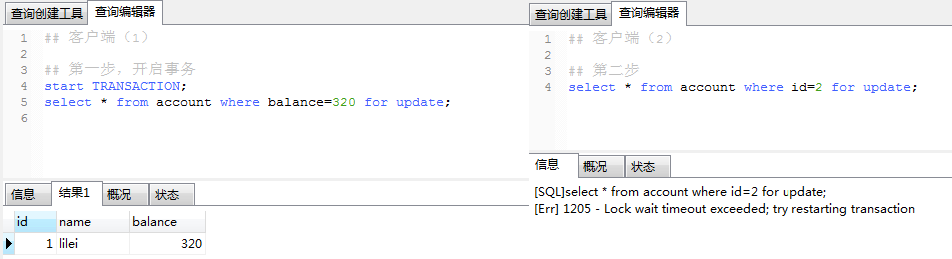 查询创建工具 查询编辑器
1 ## 客户端（1）
2
3 ## 第一步，开启事务
4 start TRANSACTION;
5 select * from account where balance=320 for update;
6
信息 结果1 概况 状态
id name balance
1 lilei 320
查询创建工具 查询编辑器
1 ## 客户端（2）
2
3 ## 第二步
4 select * from account where id=2 for update;
信息 概况 状态
[SQL]select * from account where id=2 for update;
[Err] 1205 - Lock wait timeout exceeded; try restarting transaction